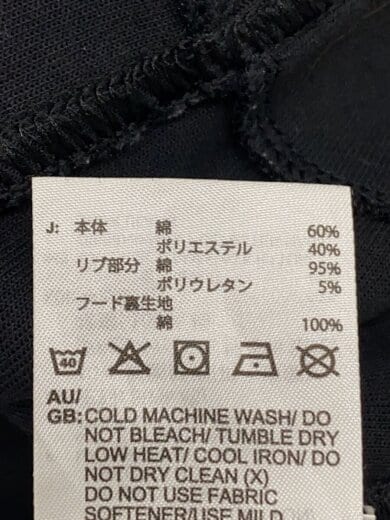 J: 本体 綿 60%
ポリエステル 40%
リブ部分 綿 95%
ポリウレタン 5%
フード裏生地
綿 100%
40
AU/
GB: COLD MACHINE WASH/ DO
NOT BLEACH/ TUMBLE DRY
LOW HEAT/ COOL IRON/ DO
NOT DRY CLEAN (X)
DO NOT USE FABRIC
SOFTENER/ USE MILD